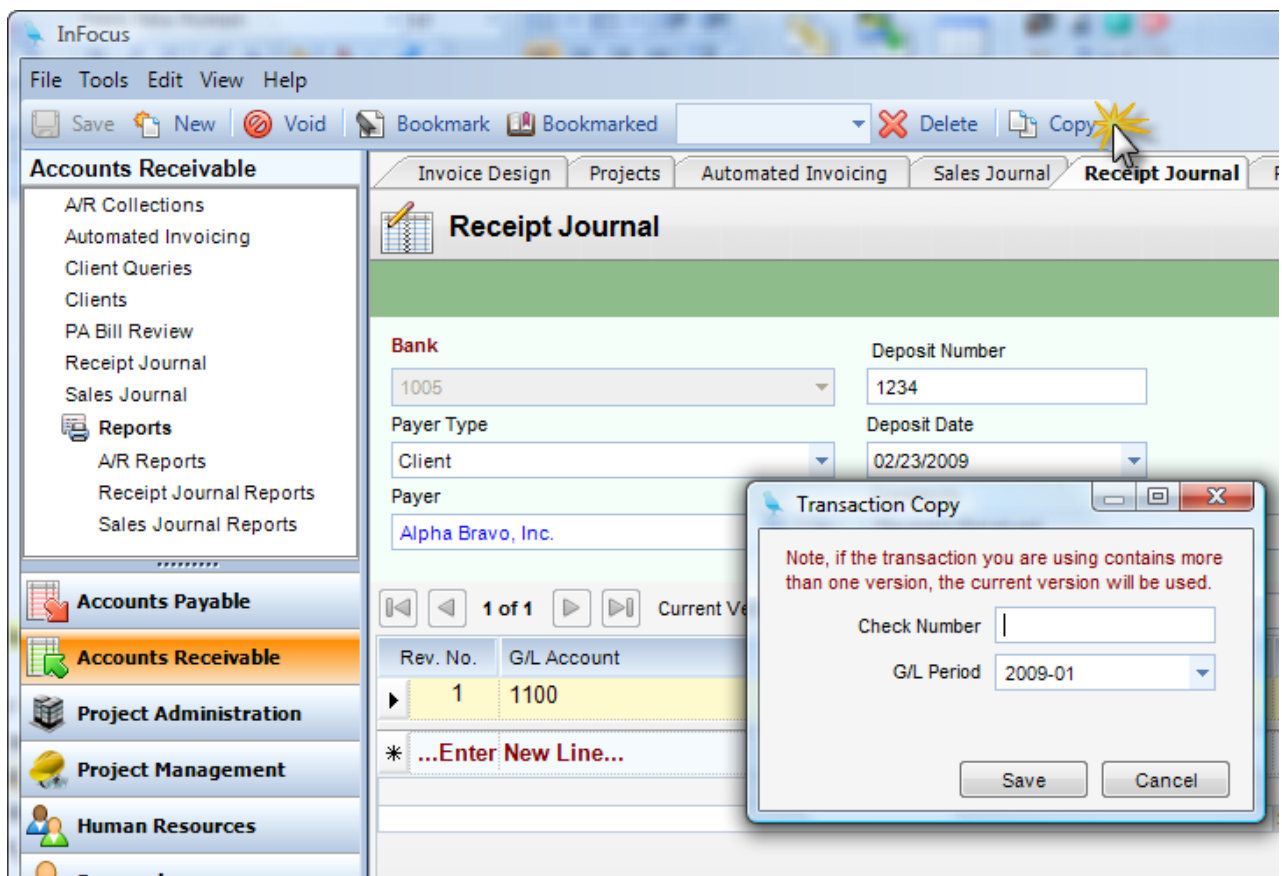 InFocus
File Tools Edit View Help
Save New Void Bookmark Bookmarked Delete Copy
Accounts Receivable
A/R Collections
Automated Invoicing
Client Queries
Clients
PA Bill Review
Receipt Journal
Sales Journal
Reports
A/R Reports
Receipt Journal Reports
Sales Journal Reports
Accounts Payable
Accounts Receivable
Project Administration
Project Management
Human Resources
Invoice Design Projects Automated Invoicing Sales Journal Receipt Journal
Receipt Journal
Bank Deposit Number
1005 1234
Payer Type Deposit Date
Client 02/23/2009
Payer
Alpha Bravo, Inc.
1 of 1 Current
Rev. No. G/L Account
1 1100
...Enter New Line...
Transaction Copy
Note, if the transaction you are using contains more
than one version, the current version will be used.
Check Number
G/L Period 2009-01
Save Cancel